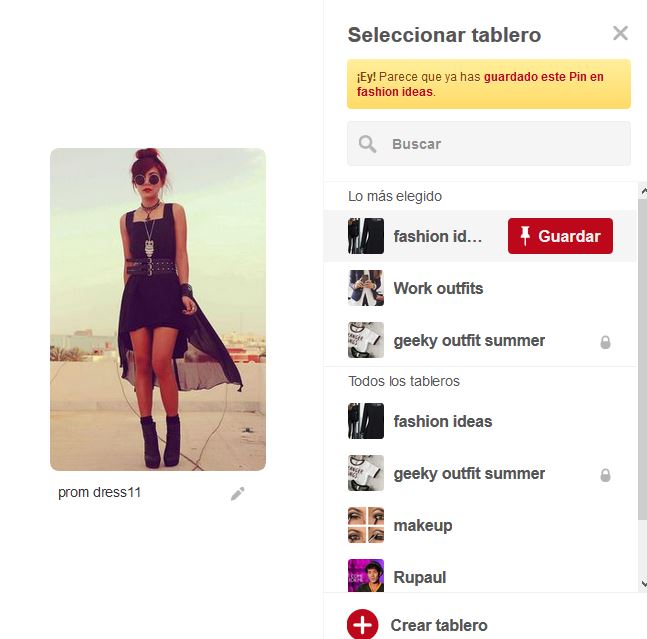 Seleccionar tablero
¡Ey! Parece que ya has guardado este Pin en
fashion ideas.
Buscar
Lo más elegido
fashion id... Guardar
Work outfits
geeky outfit summer
Todos los tableros
fashion ideas
geeky outfit summer
makeup
Rupaul
Crear tablero
prom dress11